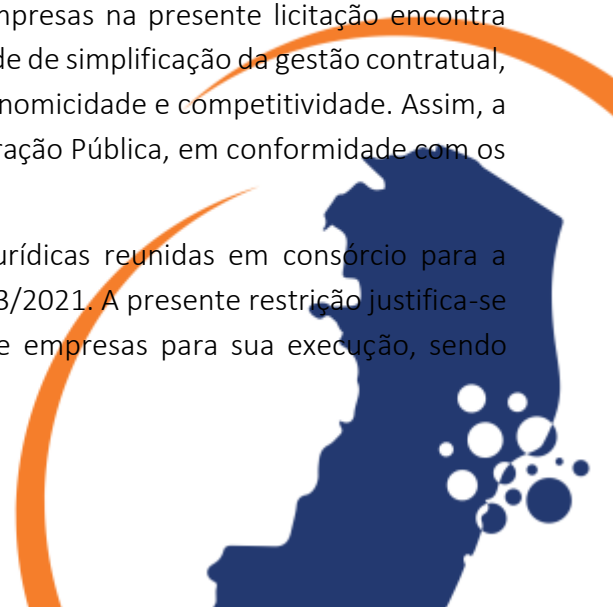 mpresas na presente licitação encontra
de de simplificação da gestão contratual,
nomicidade e competitividade. Assim, a
ração Pública, em conformidade com os
urídicas reunidas em consórcio para a
3/2021. A presente restrição justifica-se
e empresas para sua execução, sendo